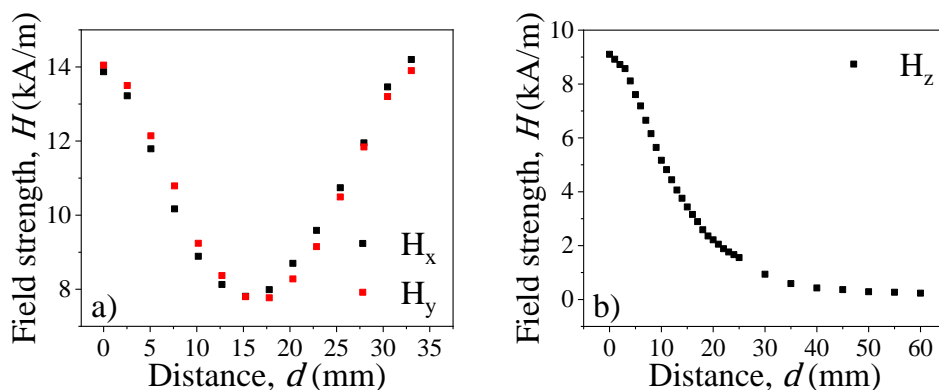 Field strength, H (kA/m)
14
12
10
8
a)
Hx
Hy
0 5 10 15 20 25 30 35
Distance, d (mm)
Field strength, H (kA/m)
10
8
6
4
2
0
b)
Hz
0 10 20 30 40 50 60
Distance, d (mm)